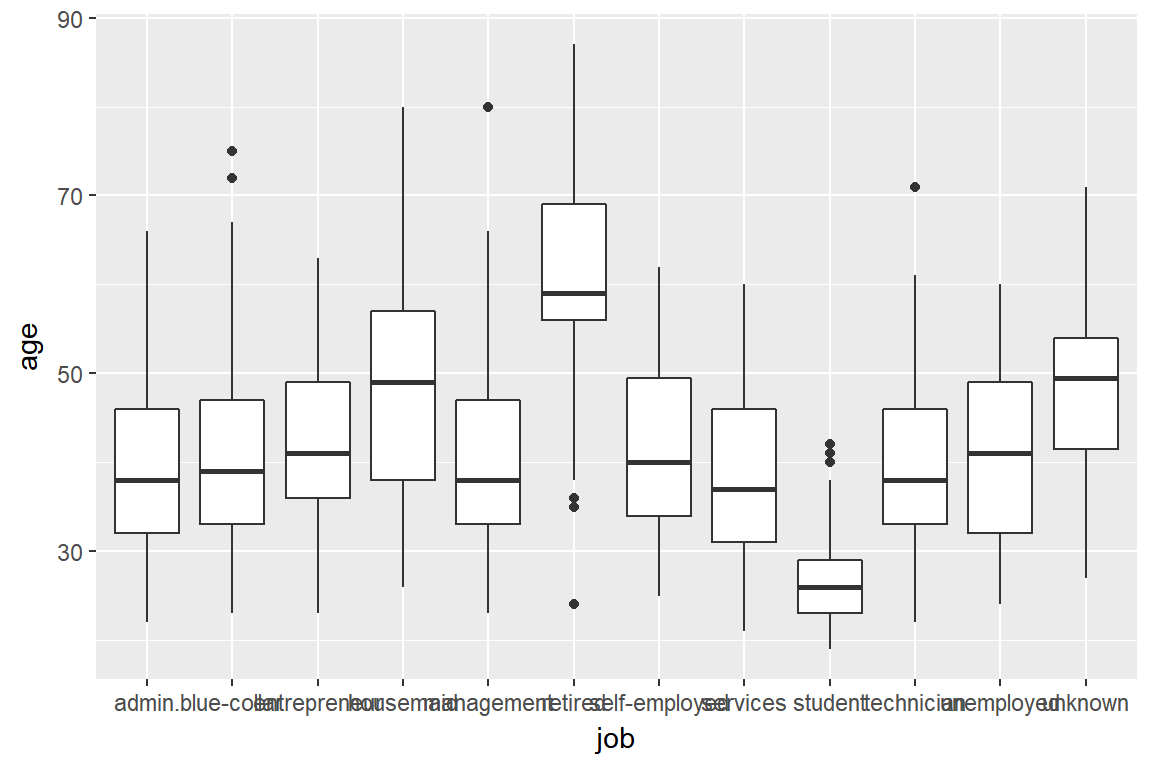 90
70
50
30
age
admin. blue-collar entrepreneur housemaid management retired self-employed services student technician unemployed unknown
job